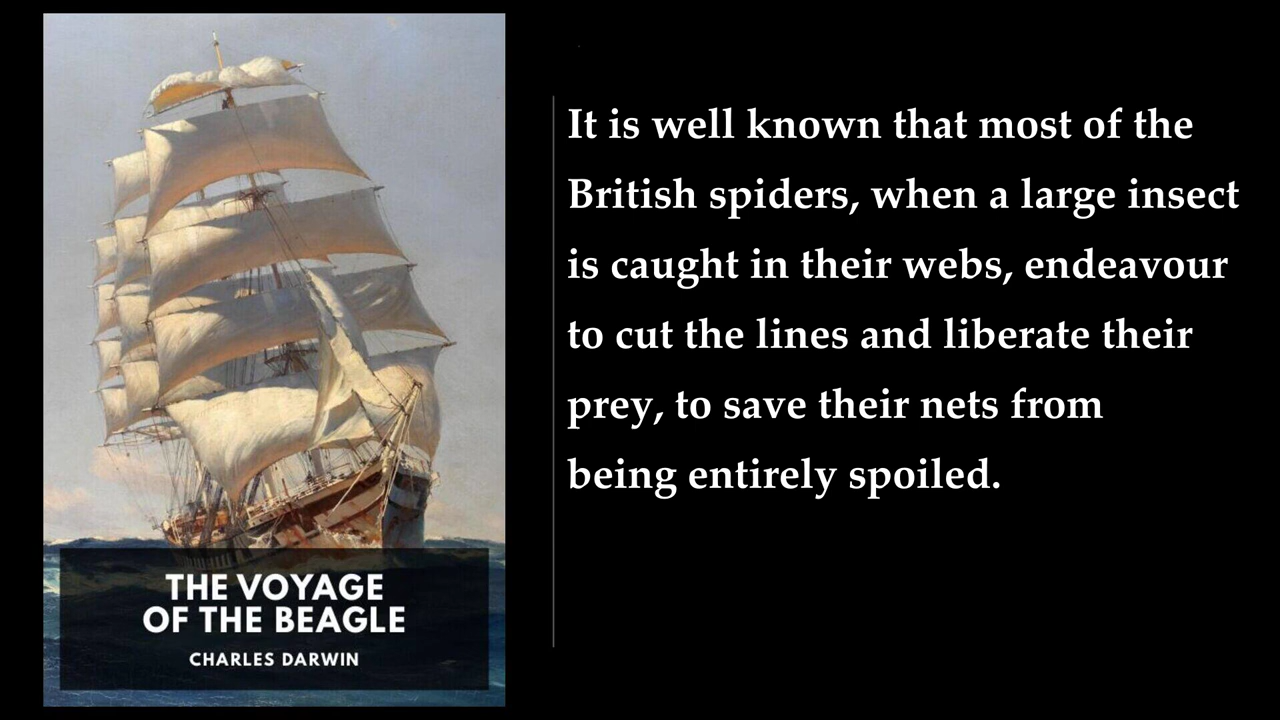 THE VOYAGE
OF THE BEAGLE
CHARLES DARWIN
It is well known that most of the
British spiders, when a large insect
is caught in their webs, endeavour
to cut the lines and liberate their
prey, to save their nets from
being entirely spoiled.